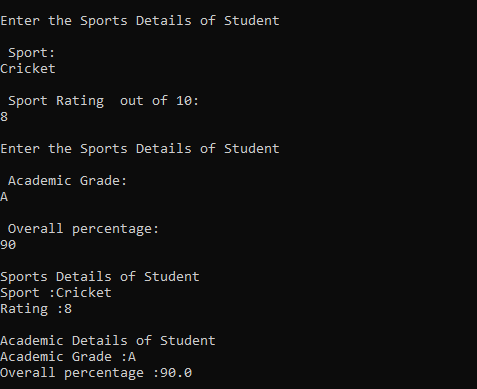 Enter the Sports Details of Student
Sport:
Cricket
Sport Rating  out of 10:
8
Enter the Sports Details of Student
Academic Grade:
A
Overall percentage:
90
Sports Details of Student
Sport :Cricket
Rating :8
Academic Details of Student
Academic Grade :A
Overall percentage :90.0